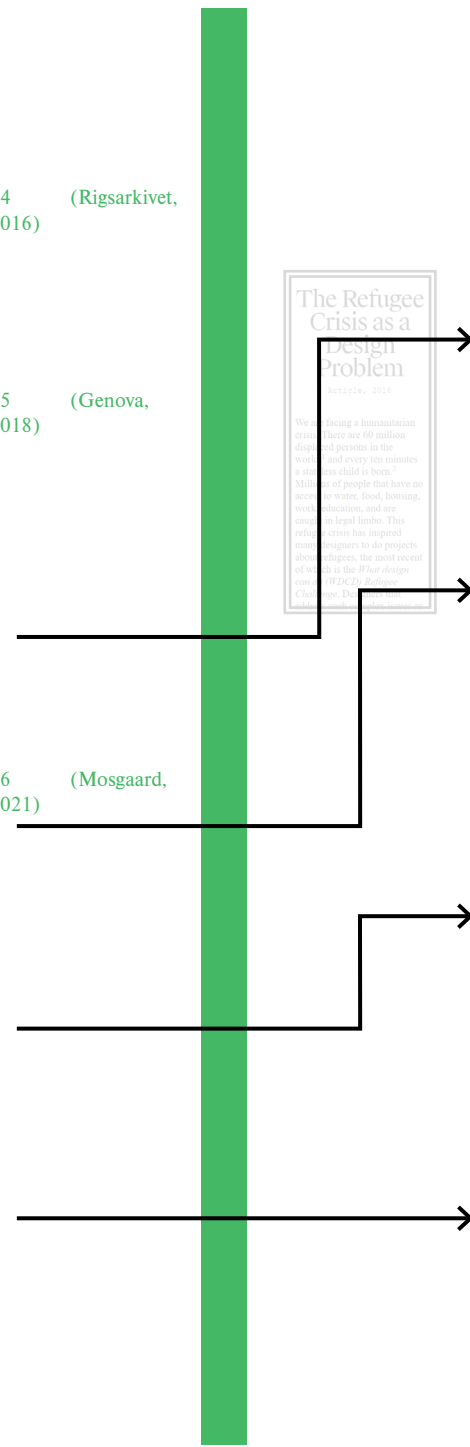 4 (Rigsarkivet,
016)
The Refugee
Crisis as a
Design
Problem
Article, 2016
5 (Genova,
018)
We are facing a humanitarian
crisis. There are 60 million
displaced persons in the
world¹ and every ten minutes
a stateless child is born.²
Millions of people that have no
access to water, food, housing,
work, education, and are
caught in legal limbo. This
refugee crisis has inspired
many designers to do projects
about refugees, the most recent
of which is the What design
can do (WDCD) Refugee
Challenge. Designers that
6 (Mosgaard,
021)